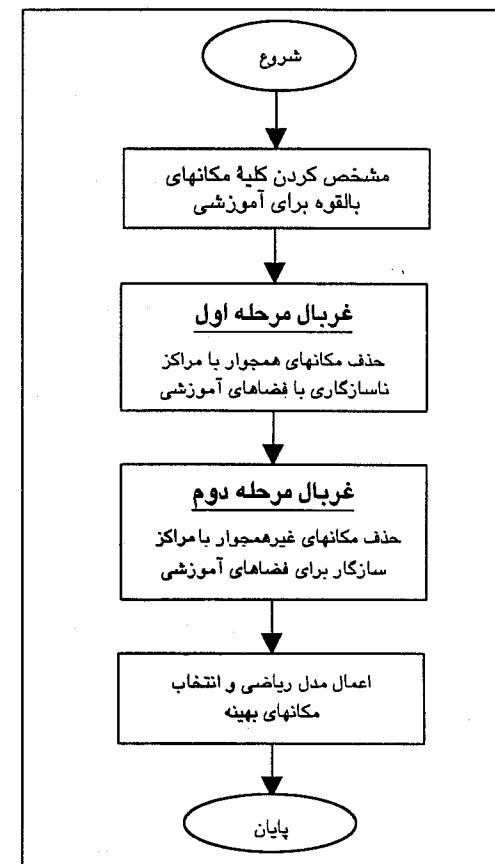 شروع
مشخص کردن کلیهٔ مکانهای
بالقوه برای آموزشی
غربال مرحله اول
حذف مکانهای همجوار با مراکز
ناسازگاری با فضاهای آموزشی
غربال مرحله دوم
حذف مکانهای غیرهمجوار با مراکز
سازگار برای فضاهای آموزشی
اعمال مدل ریاضی و انتخاب
مکانهای بهینه
پایان